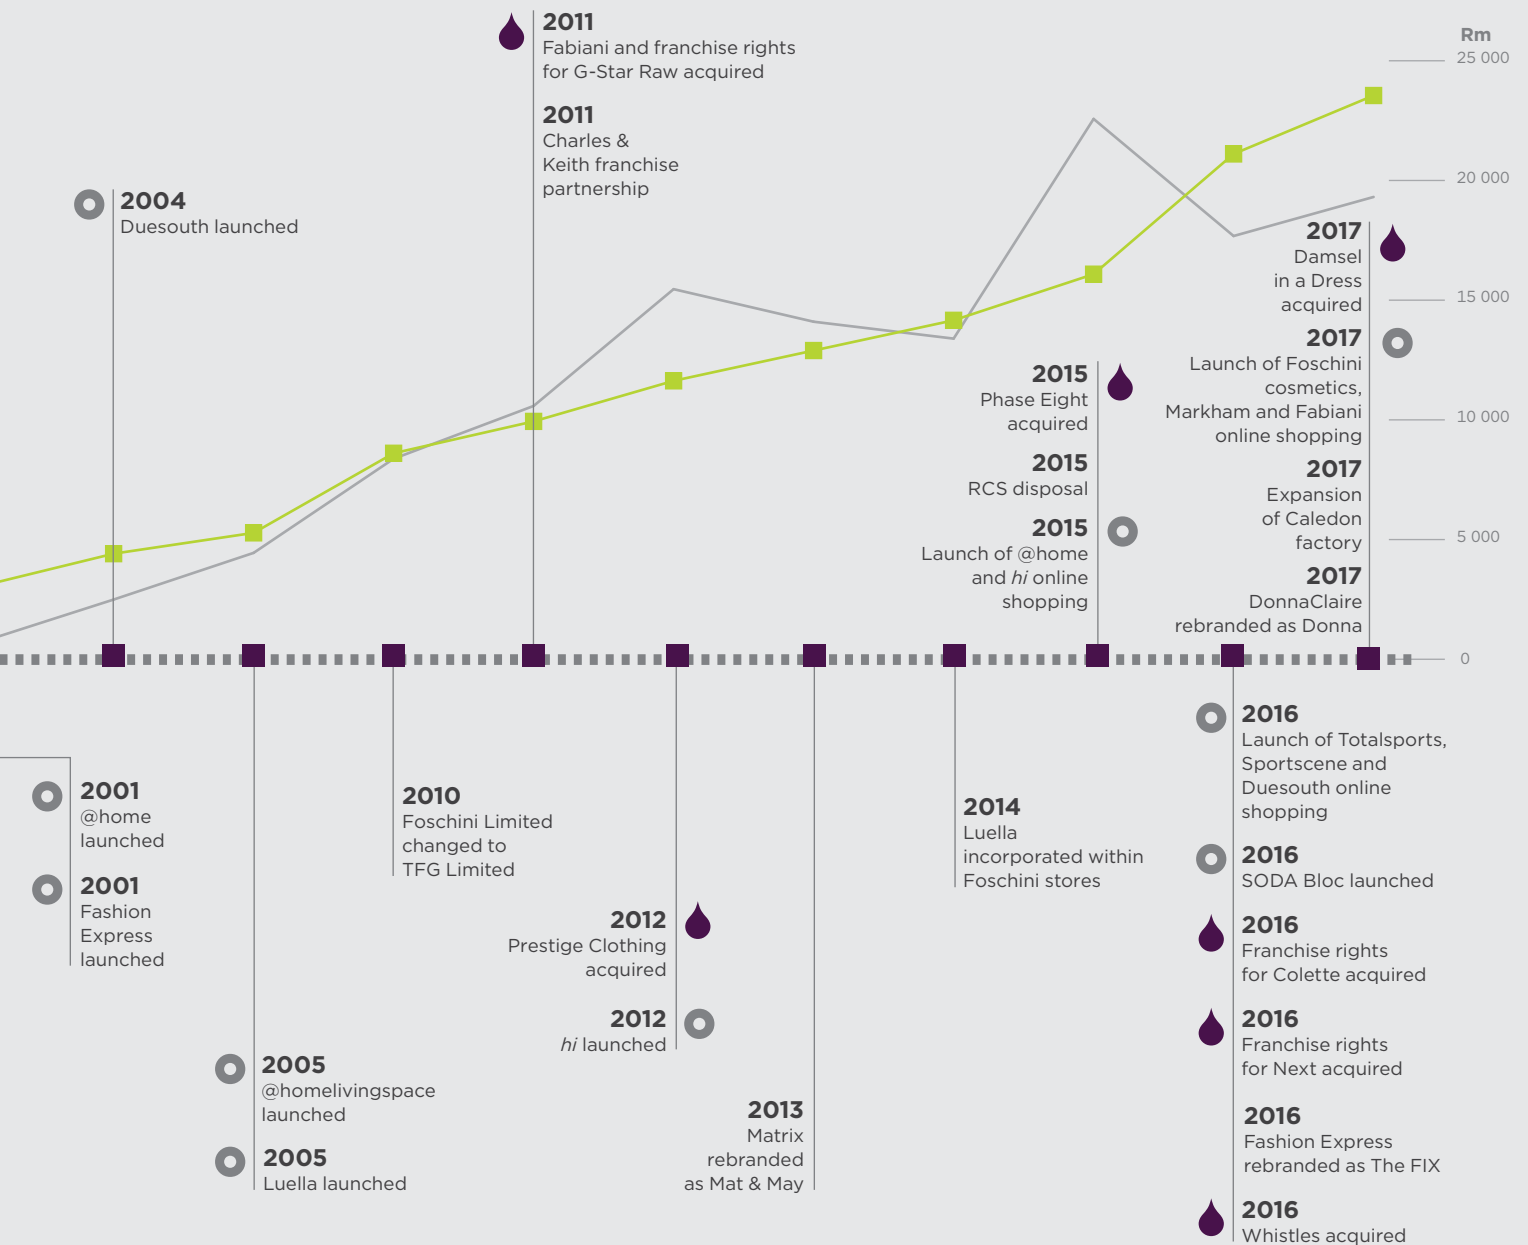 2011
Fabiani and franchise rights
for G-Star Raw acquired
2011
Charles &
Keith franchise
partnership
2004
Duesouth launched
Rm
25 000
20 000
15 000
10 000
5 000
0
2015
Phase Eight
acquired
2015
RCS disposal
2015
Launch of @home
and hi online
shopping
2017
Damsel
in a Dress
acquired
2017
Launch of Foschini
cosmetics,
Markham and Fabiani
online shopping
2017
Expansion
of Caledon
factory
2017
DonnaClaire
rebranded as Donna
2001
@home
launched
2001
Fashion
Express
launched
2005
@homelivingspace
launched
2005
Luella launched
2010
Foschini Limited
changed to
TFG Limited
2012
Prestige Clothing
acquired
2012
hi launched
2013
Matrix
rebranded
as Mat & May
2014
Luella
incorporated within
Foschini stores
2016
Launch of Totalsports,
Sportscene and
Duesouth online
shopping
2016
SODA Bloc launched
2016
Franchise rights
for Colette acquired
2016
Franchise rights
for Next acquired
2016
Fashion Express
rebranded as The FIX
2016
Whistles acquired